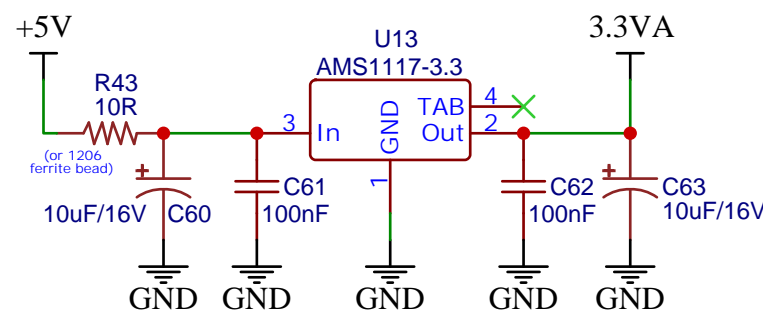 +5V
3.3VA
U13
AMS1117-3.3
R43
10R
(or 1206
ferrite bead)
3
In
GND
TAB
4
Out
2
1
+
10uF/16V
C60
C61
100nF
C62
100nF
+
C63
10uF/16V
GND
GND
GND
GND
GND